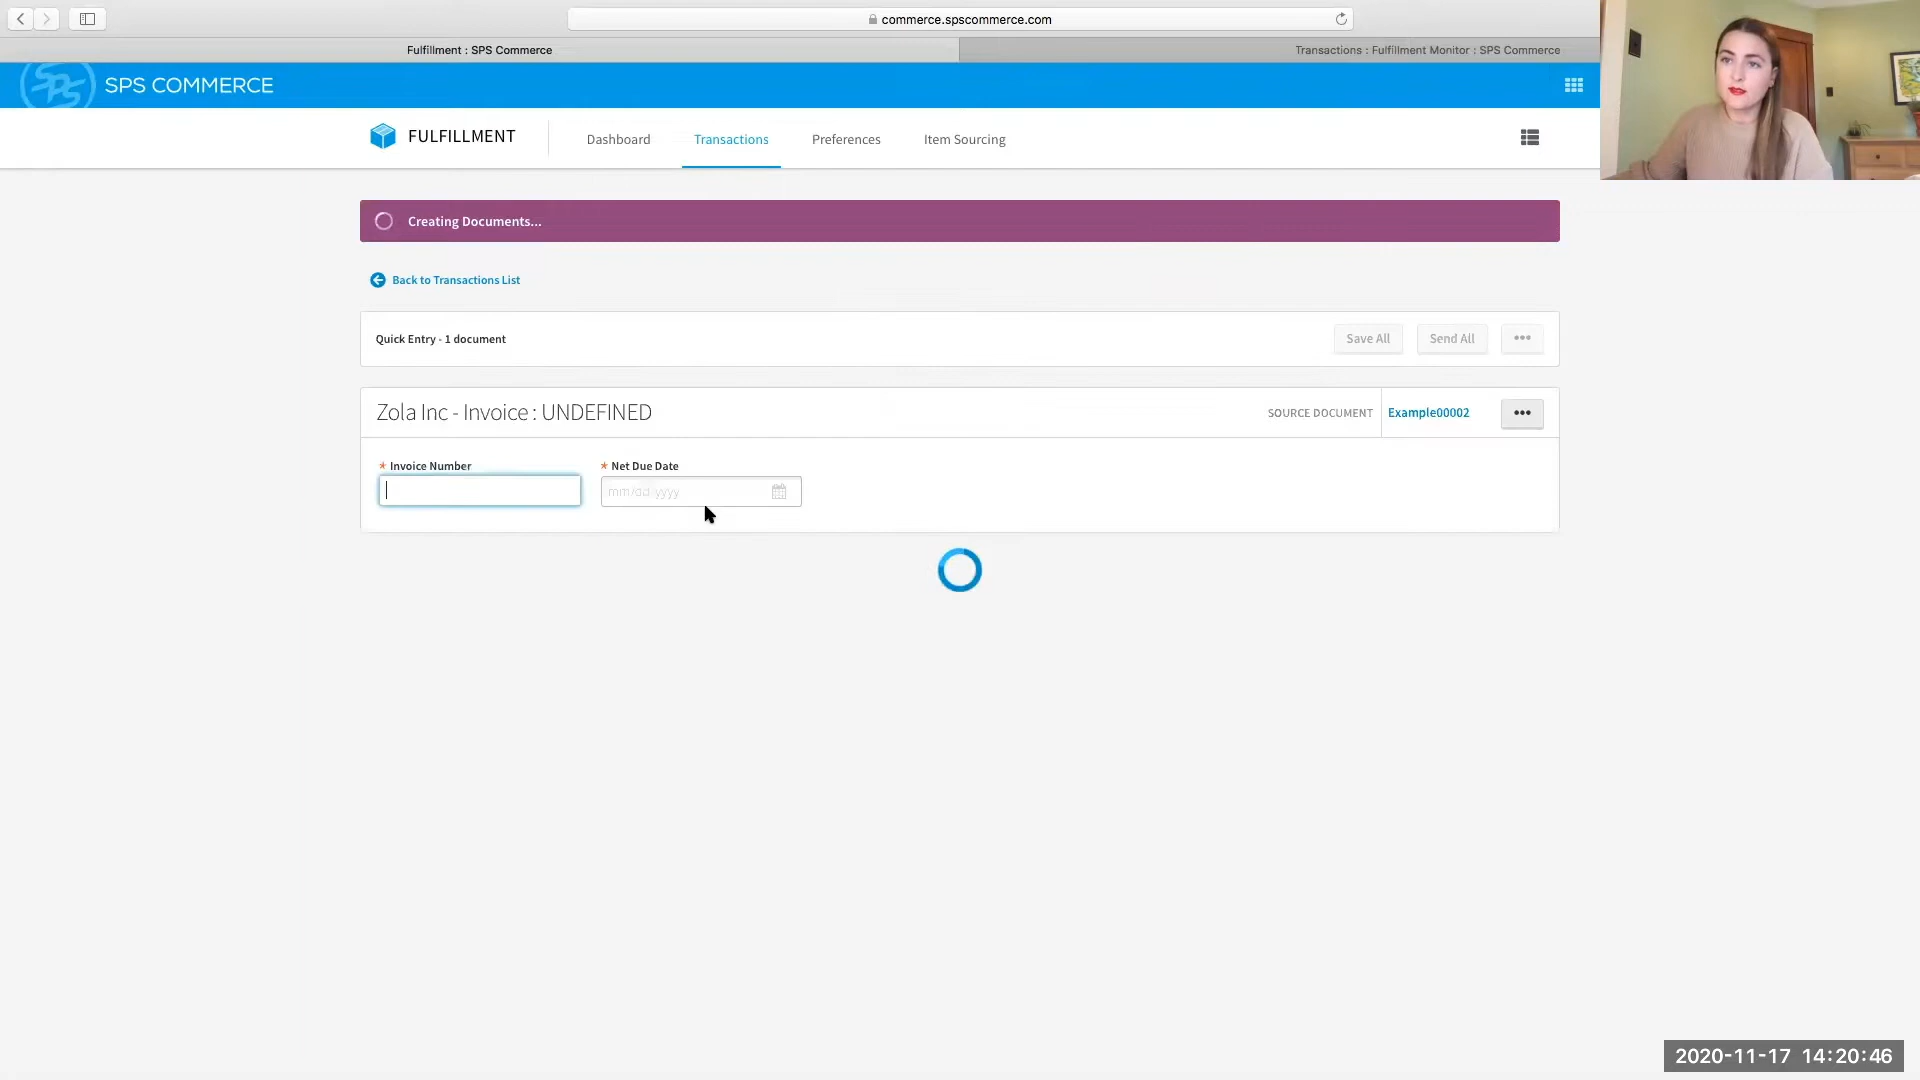 commerce.spscommerce.com
Fulfillment : SPS Commerce
Transactions : Fulfillment Monitor : SPS Commerce
SPS COMMERCE
FULFILLMENT
Dashboard
Transactions
Preferences
Item Sourcing
Creating Documents...
Back to Transactions List
Quick Entry - 1 document
Save All
Send All
Zola Inc - Invoice : UNDEFINED
SOURCE DOCUMENT
Example00002
* Invoice Number
* Net Due Date
mm/dd yyyy
2020-11-17 14:20:46